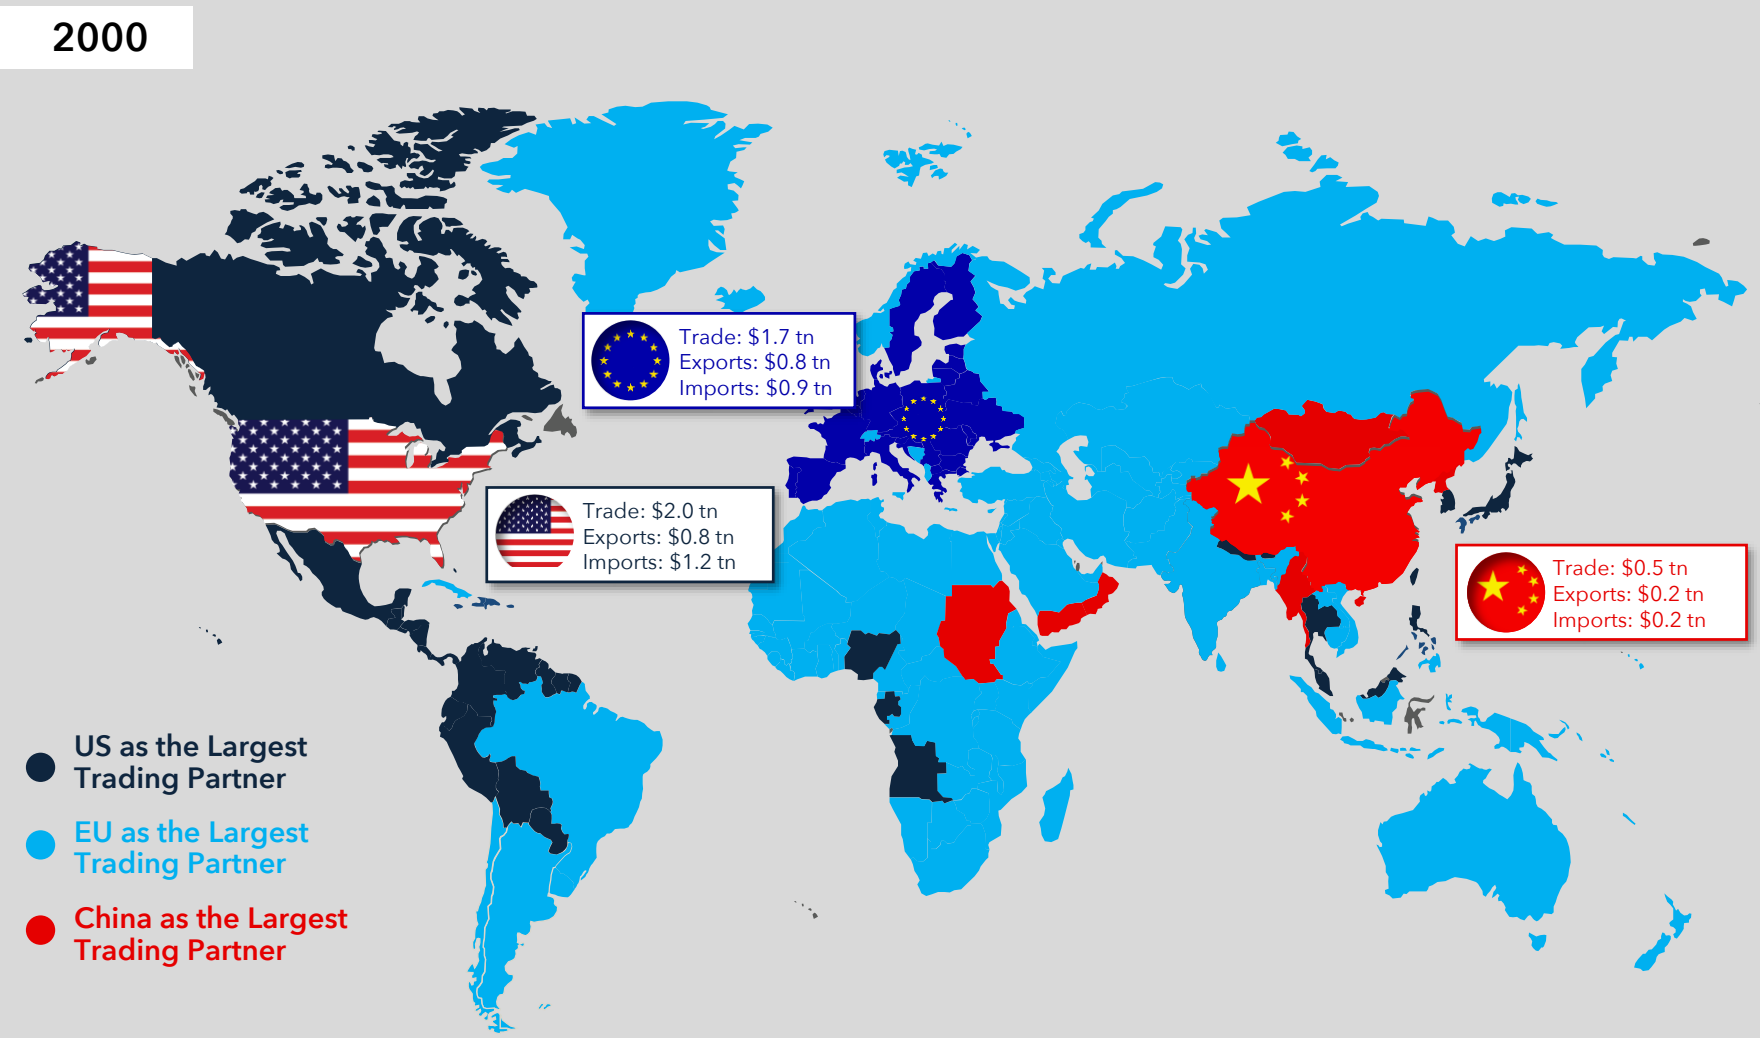 2000
Trade: $1.7 tn
Exports: $0.8 tn
Imports: $0.9 tn
Trade: $2.0 tn
Exports: $0.8 tn
Imports: $1.2 tn
Trade: $0.5 tn
Exports: $0.2 tn
Imports: $0.2 tn
US as the Largest
Trading Partner
EU as the Largest
Trading Partner
China as the Largest
Trading Partner